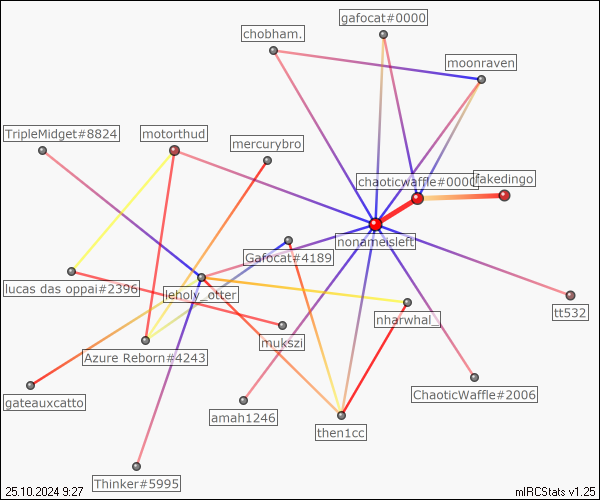 gafocat#0000
chobham.
moonraven
TripleMidget#8824
motorthud
mercurybro
chaoticwaffle#0000
fakedingo
nonameisleft
Gafocat#4189
lucas das oppai#2396
leholy_otter
tt532
nharwhal_
mukszi
Azure Reborn#4243
gateauxcatto
ChaoticWaffle#2006
amah1246
then1cc
Thinker#5995
25.10.2024 9:27
mIRCStats v1.25